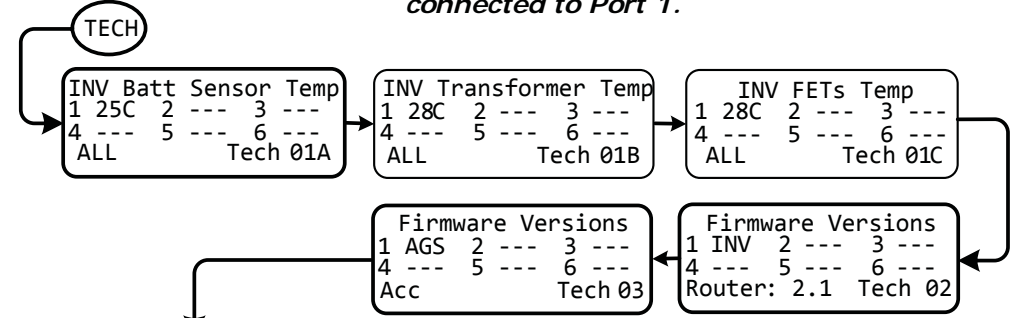 connected to Port 1.
TECH
INV Batt Sensor Temp
1 25C 2 --- 3 ---
4 --- 5 --- 6 ---
ALL Tech 01A
INV Transformer Temp
1 28C 2 --- 3 ---
4 --- 5 --- 6 ---
ALL Tech 01B
INV FETs Temp
1 28C 2 --- 3 ---
4 --- 5 --- 6 ---
ALL Tech 01C
Firmware Versions
1 INV 2 --- 3 ---
4 --- 5 --- 6 ---
Router: 2.1 Tech 02
Firmware Versions
1 AGS 2 --- 3 ---
4 --- 5 --- 6 ---
Acc Tech 03